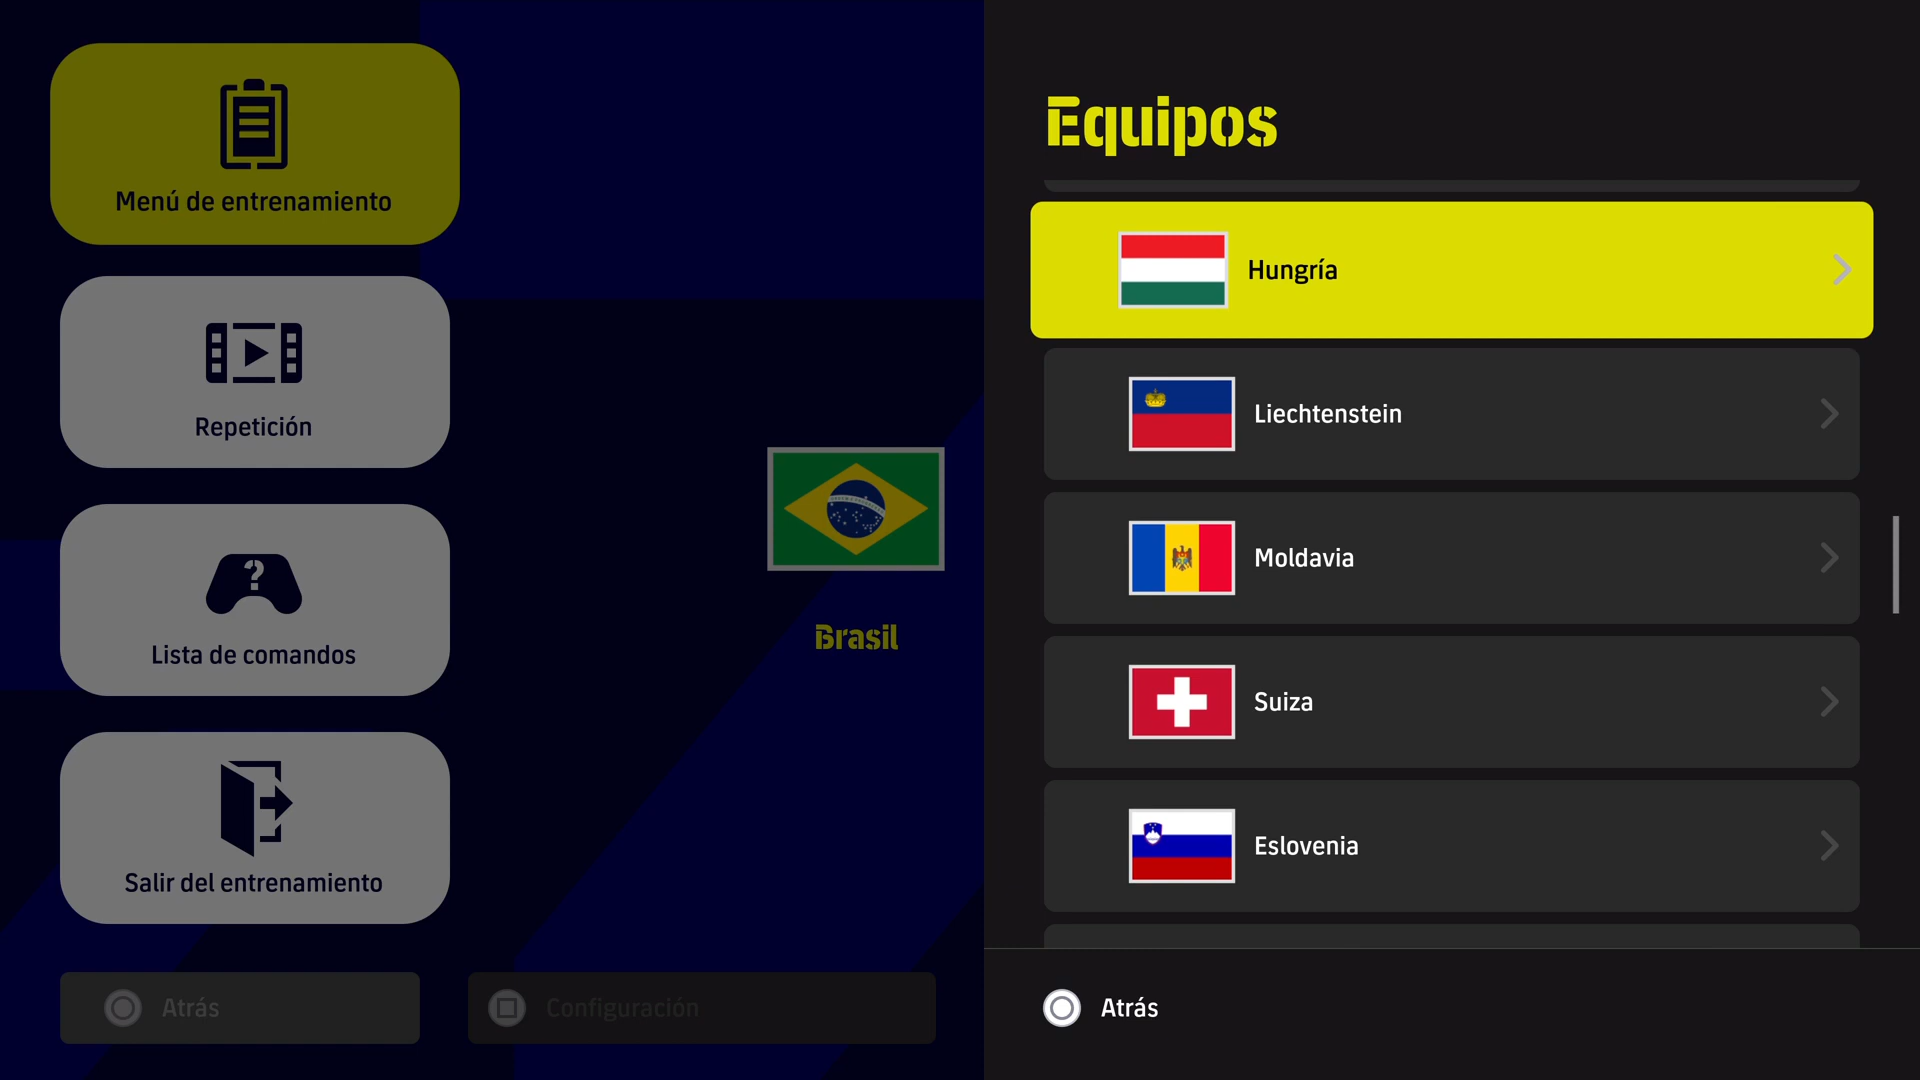 Menú de entrenamiento
Repetición
Lista de comandos
Salir del entrenamiento
Atrás
Configuración
Brasil
Equipos
Hungría
Liechtenstein
Moldavia
Suiza
Eslovenia
Atrás